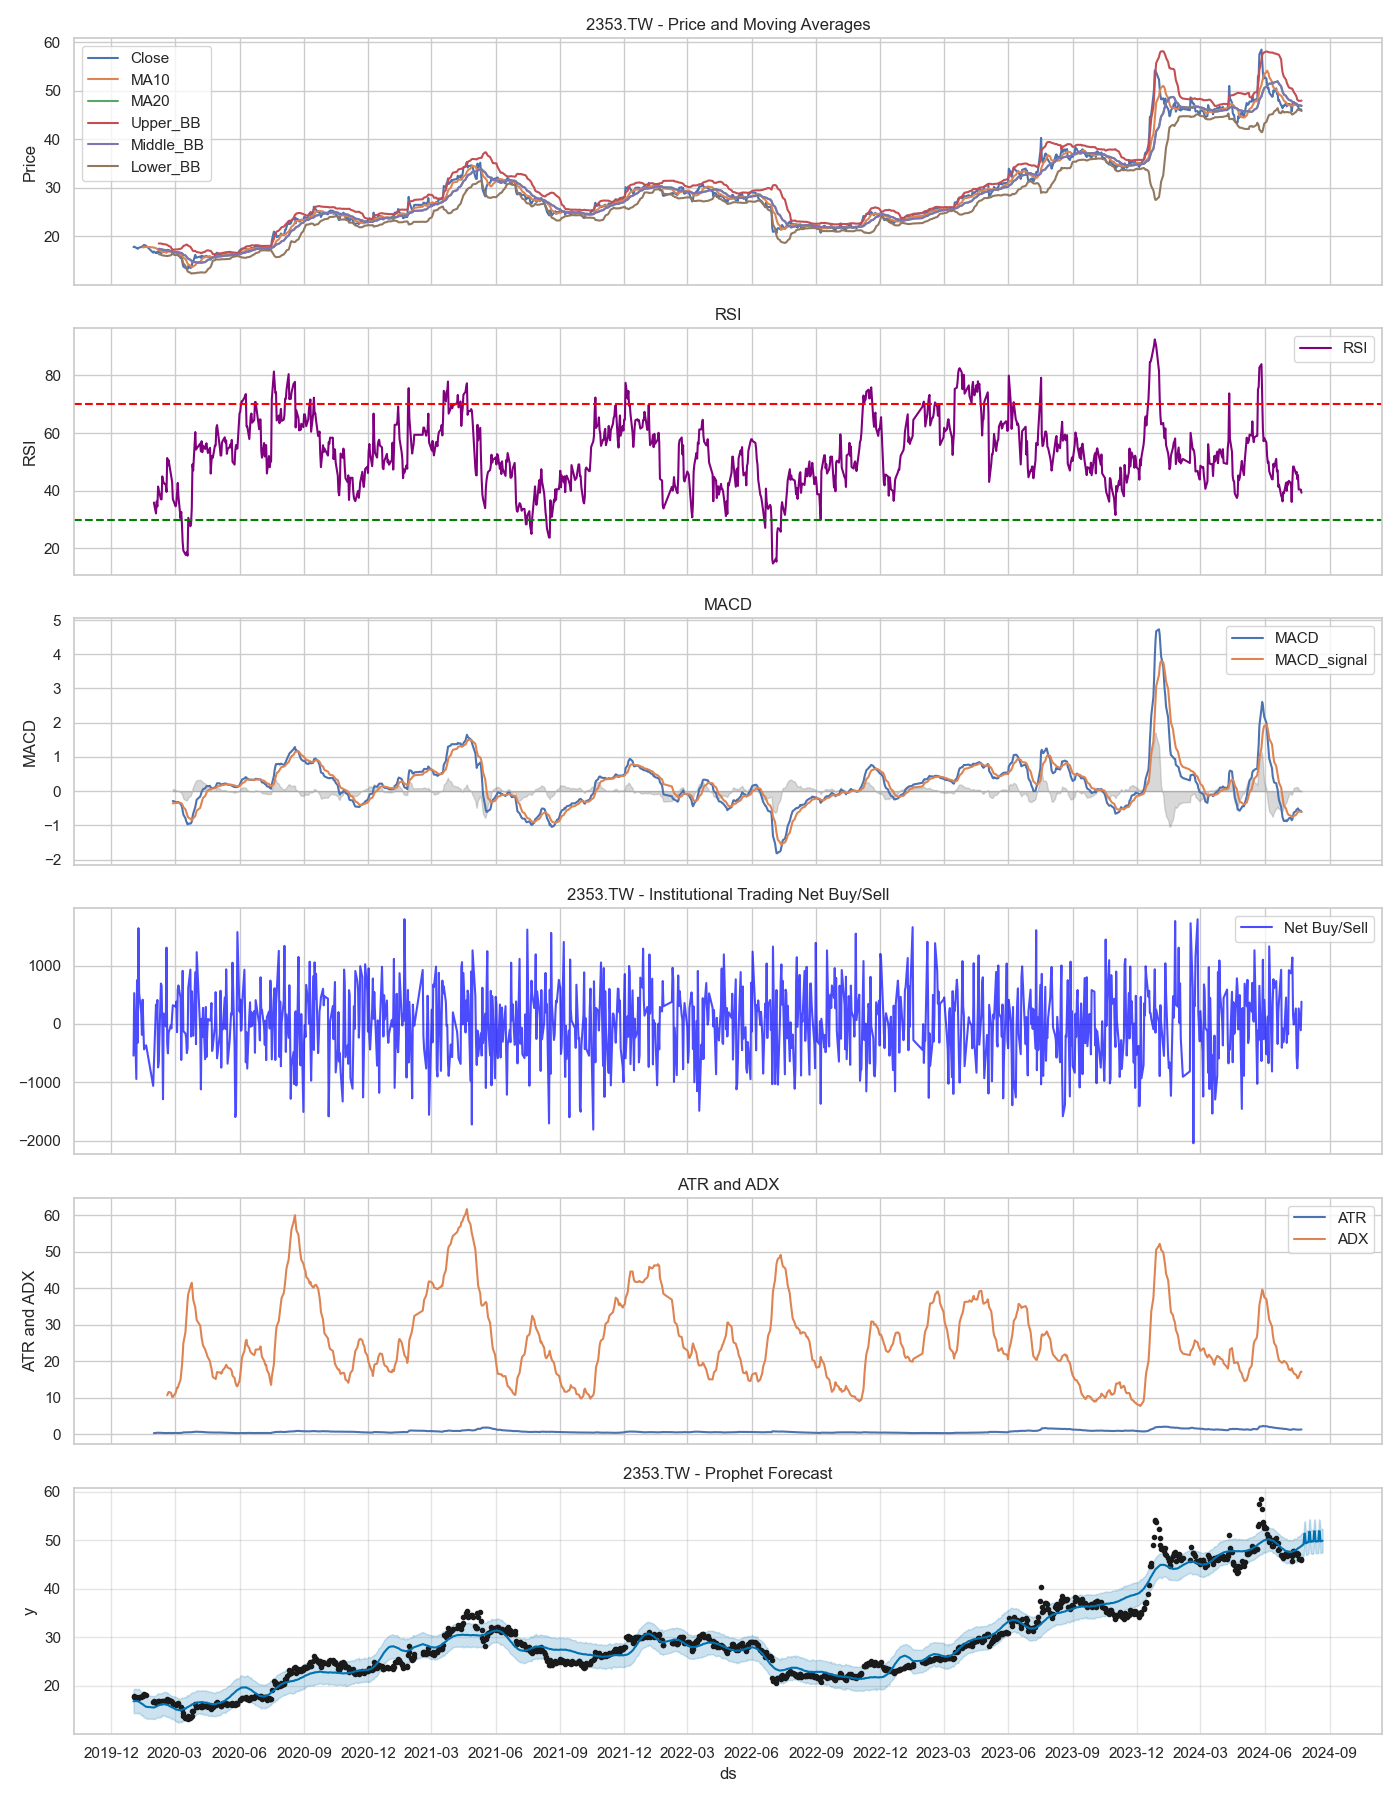 2353.TW - Price and Moving Averages
Price
60
50
40
30
20
Close
MA10
MA20
Upper_BB
Middle_BB
Lower_BB
RSI
RSI
80
60
40
20
RSI
MACD
MACD
5
4
3
2
1
0
−1
−2
MACD
MACD_signal
2353.TW - Institutional Trading Net Buy/Sell
1000
0
−1000
−2000
Net Buy/Sell
ATR and ADX
ATR and ADX
60
50
40
30
20
10
0
ATR
ADX
2353.TW - Prophet Forecast
y
60
50
40
30
20
2019-12 2020-03 2020-06 2020-09 2020-12 2021-03 2021-06 2021-09 2021-12 2022-03 2022-06 2022-09 2022-12 2023-03 2023-06 2023-09 2023-12 2024-03 2024-06 2024-09
ds